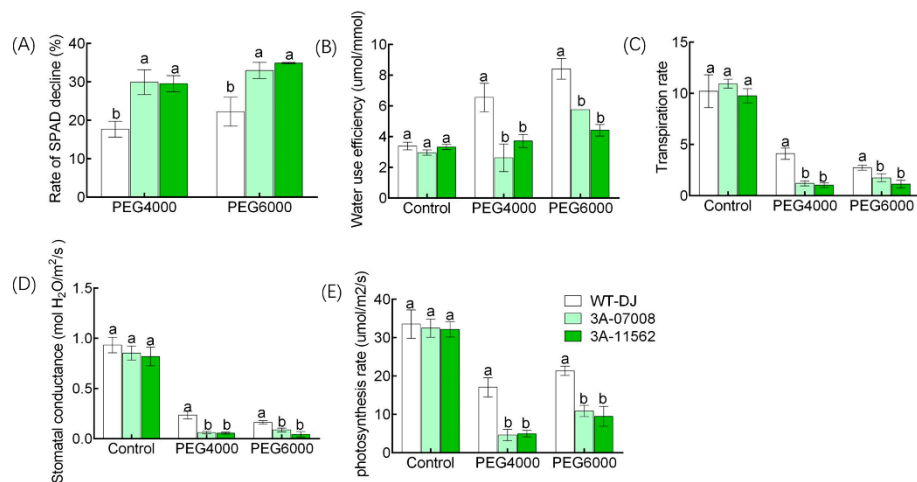 (A)
Rate of SPAD decline (%)
50
40
30
20
10
0
b
a
a
b
a
a
PEG4000
PEG6000
(B)
Water use efficiency (umol/mmol)
10
8
6
4
2
0
a
a
a
a
b
b
a
b
b
Control
PEG4000
PEG6000
(C)
Transpiration rate
15
10
5
0
a
a
a
a
b
b
a
b
b
Control
PEG4000
PEG6000
(D)
Stomatal conductance (mol H2O/m2/s)
1.5
1.0
0.5
0.0
a
a
a
a
b
b
a
b
b
Control
PEG4000
PEG6000
(E)
photosynthesis rate (umol/m2/s)
40
30
20
10
0
a
a
a
a
b
b
a
b
b
Control
PEG4000
PEG6000
WT-DJ
3A-07008
3A-11562